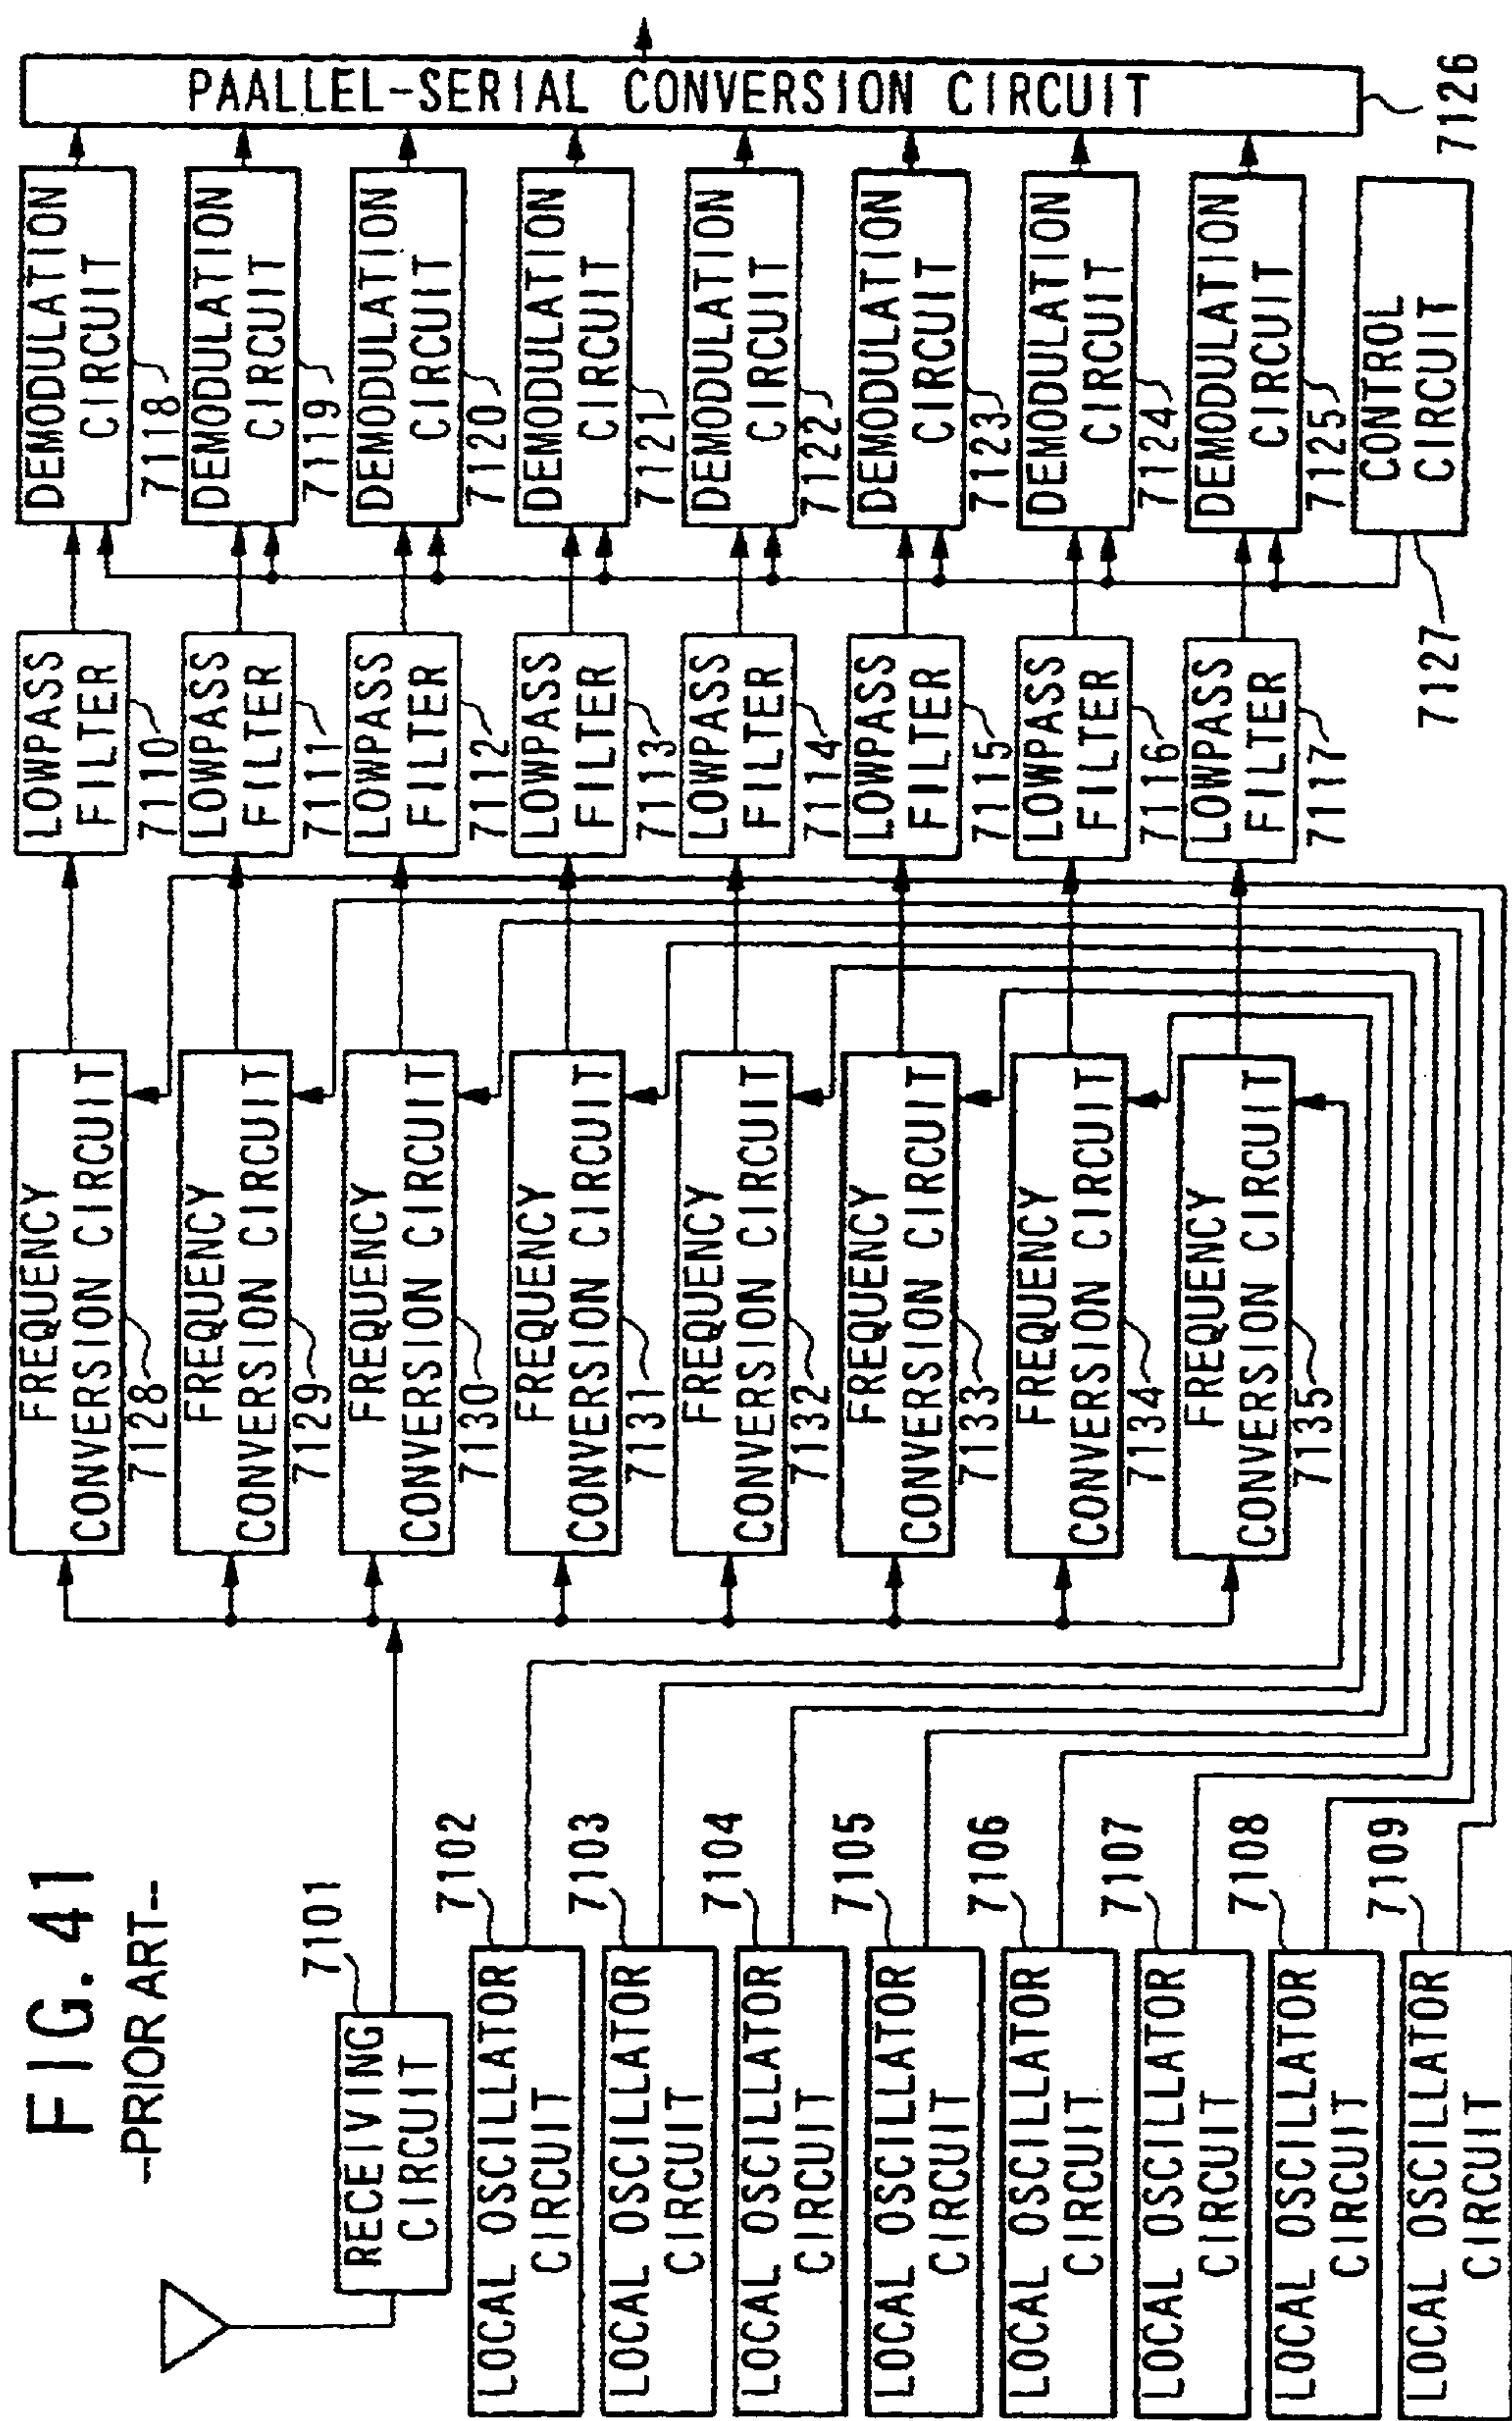 FIG. 41
--PRIOR ART--
7101
RECEIVING
CIRCUIT
7102
LOCAL OSCILLATOR
CIRCUIT
7103
LOCAL OSCILLATOR
CIRCUIT
7104
LOCAL OSCILLATOR
CIRCUIT
7105
LOCAL OSCILLATOR
CIRCUIT
7106
LOCAL OSCILLATOR
CIRCUIT
7107
LOCAL OSCILLATOR
CIRCUIT
7108
LOCAL OSCILLATOR
CIRCUIT
7109
LOCAL OSCILLATOR
CIRCUIT
FREQUENCY
CONVERSION CIRCUIT
7128
FREQUENCY
CONVERSION CIRCUIT
7129
FREQUENCY
CONVERSION CIRCUIT
7130
FREQUENCY
CONVERSION CIRCUIT
7131
FREQUENCY
CONVERSION CIRCUIT
7132
FREQUENCY
CONVERSION CIRCUIT
7133
FREQUENCY
CONVERSION CIRCUIT
7134
FREQUENCY
CONVERSION CIRCUIT
7135
LOWPASS
FILTER
7110
LOWPASS
FILTER
7111
LOWPASS
FILTER
7112
LOWPASS
FILTER
7113
LOWPASS
FILTER
7114
LOWPASS
FILTER
7115
LOWPASS
FILTER
7116
LOWPASS
FILTER
7117
DEMODULATION
CIRCUIT
7118
DEMODULATION
CIRCUIT
7119
DEMODULATION
CIRCUIT
7120
DEMODULATION
CIRCUIT
7121
DEMODULATION
CIRCUIT
7122
DEMODULATION
CIRCUIT
7123
DEMODULATION
CIRCUIT
7124
DEMODULATION
CIRCUIT
7125
CONTROL
CIRCUIT
7127
PAALLEL-SERIAL CONVERSION CIRCUIT
7126